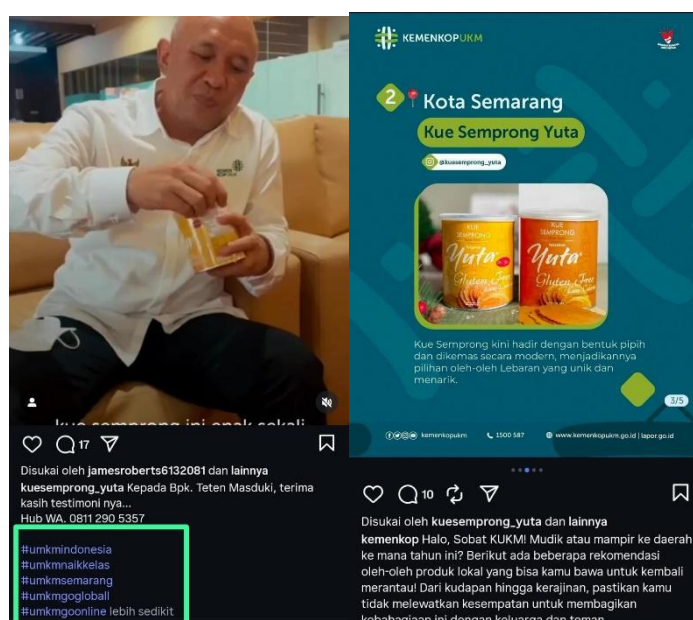 kue semprong ini enak sekali
17
Disukai oleh jamesroberts6132081 dan lainnya
kuesemprong_yuta Kepada Bpk. Teten Masduki, terima
kasih testimoni nya...
Hub WA. 0811 290 5357
#umkmindonesia
#umkmnaikkelas
#umkmsemarang
#umkmgogloball
#umkmgoonline lebih sedikit
KEMENKOPUKM
2 Kota Semarang
Kue Semprong Yuta
@kuesemprong_yuta
KUE
SEMPRONG
Yuta
Gluten Free
KUE
SEMPRONG
Yuta
Gluten Free
Kue Semprong kini hadir dengan bentuk pipih
dan dikemas secara modern, menjadikannya
pilihan oleh-oleh Lebaran yang unik dan
menarik.
3/5
kemenkopukm 1500 587 www.kemenkopukm.go.id | lapor.go.id
10
Disukai oleh kuesemprong_yuta dan lainnya
kemenkop Halo, Sobat KUKM! Mudik atau mampir ke daerah
ke mana tahun ini? Berikut ada beberapa rekomendasi
oleh-oleh produk lokal yang bisa kamu bawa untuk kembali
merantau! Dari kudapan hingga kerajinan, pastikan kamu
tidak melewatkan kesempatan untuk membagikan
kebahagiaan ini dengan keluarga dan teman